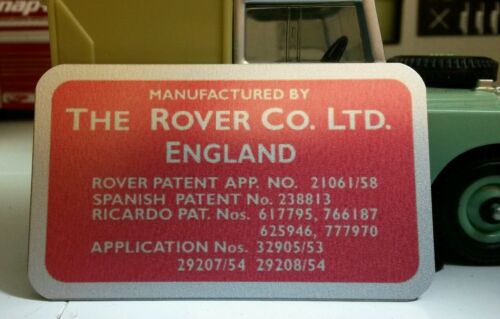 snap-
MANUFACTURED BY
THE ROVER CO. LTD.
ENGLAND
ROVER PATENT APP. NO. 21061/58
SPANISH PATENT No. 238813
RICARDO PAT. Nos. 617795, 766187
625946, 777970
APPLICATION Nos. 32905/53
29207/54 29208/54